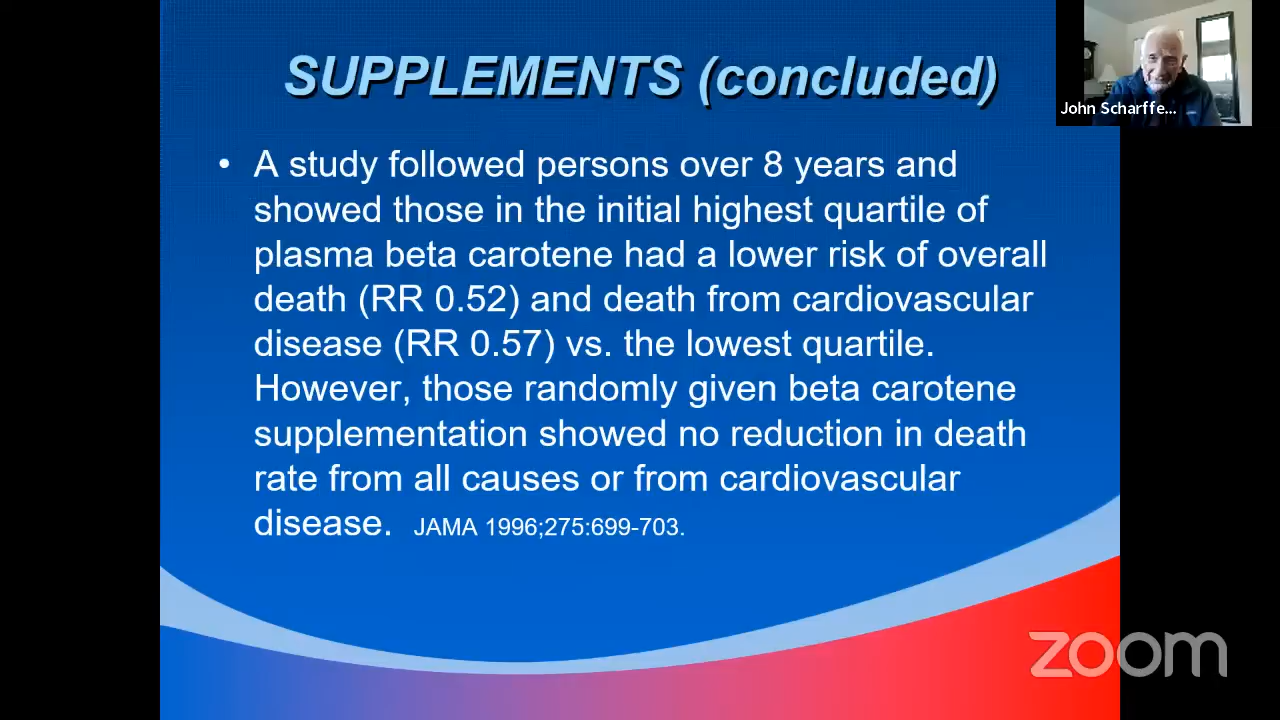 SUPPLEMENTS (concluded)
John Scharffe...
• A study followed persons over 8 years and
showed those in the initial highest quartile of
plasma beta carotene had a lower risk of overall
death (RR 0.52) and death from cardiovascular
disease (RR 0.57) vs. the lowest quartile.
However, those randomly given beta carotene
supplementation showed no reduction in death
rate from all causes or from cardiovascular
disease. JAMA 1996;275:699-703.
zoom